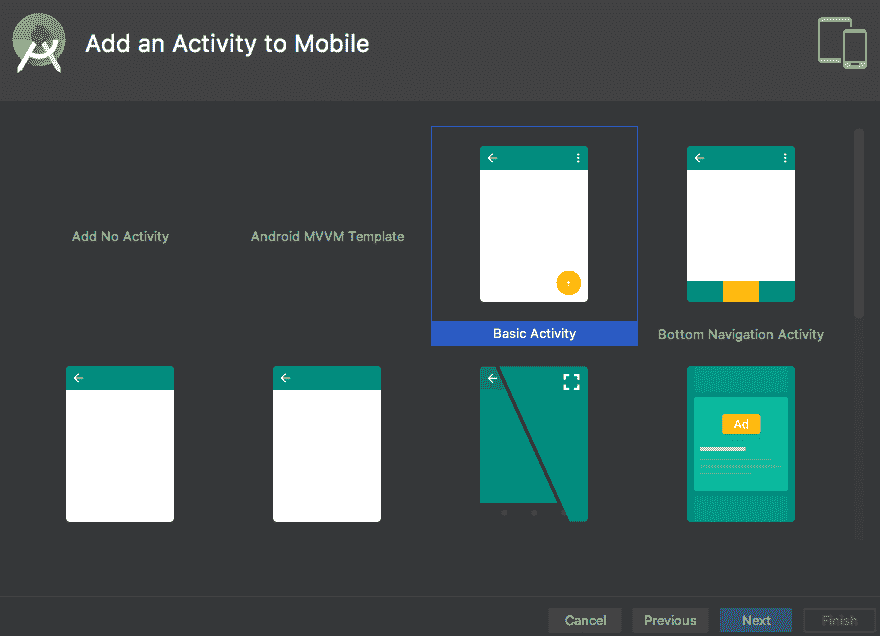 Add an Activity to Mobile
Add No Activity
Android MVVM Template
Basic Activity
Bottom Navigation Activity
Ad
Cancel
Previous
Next
Finish